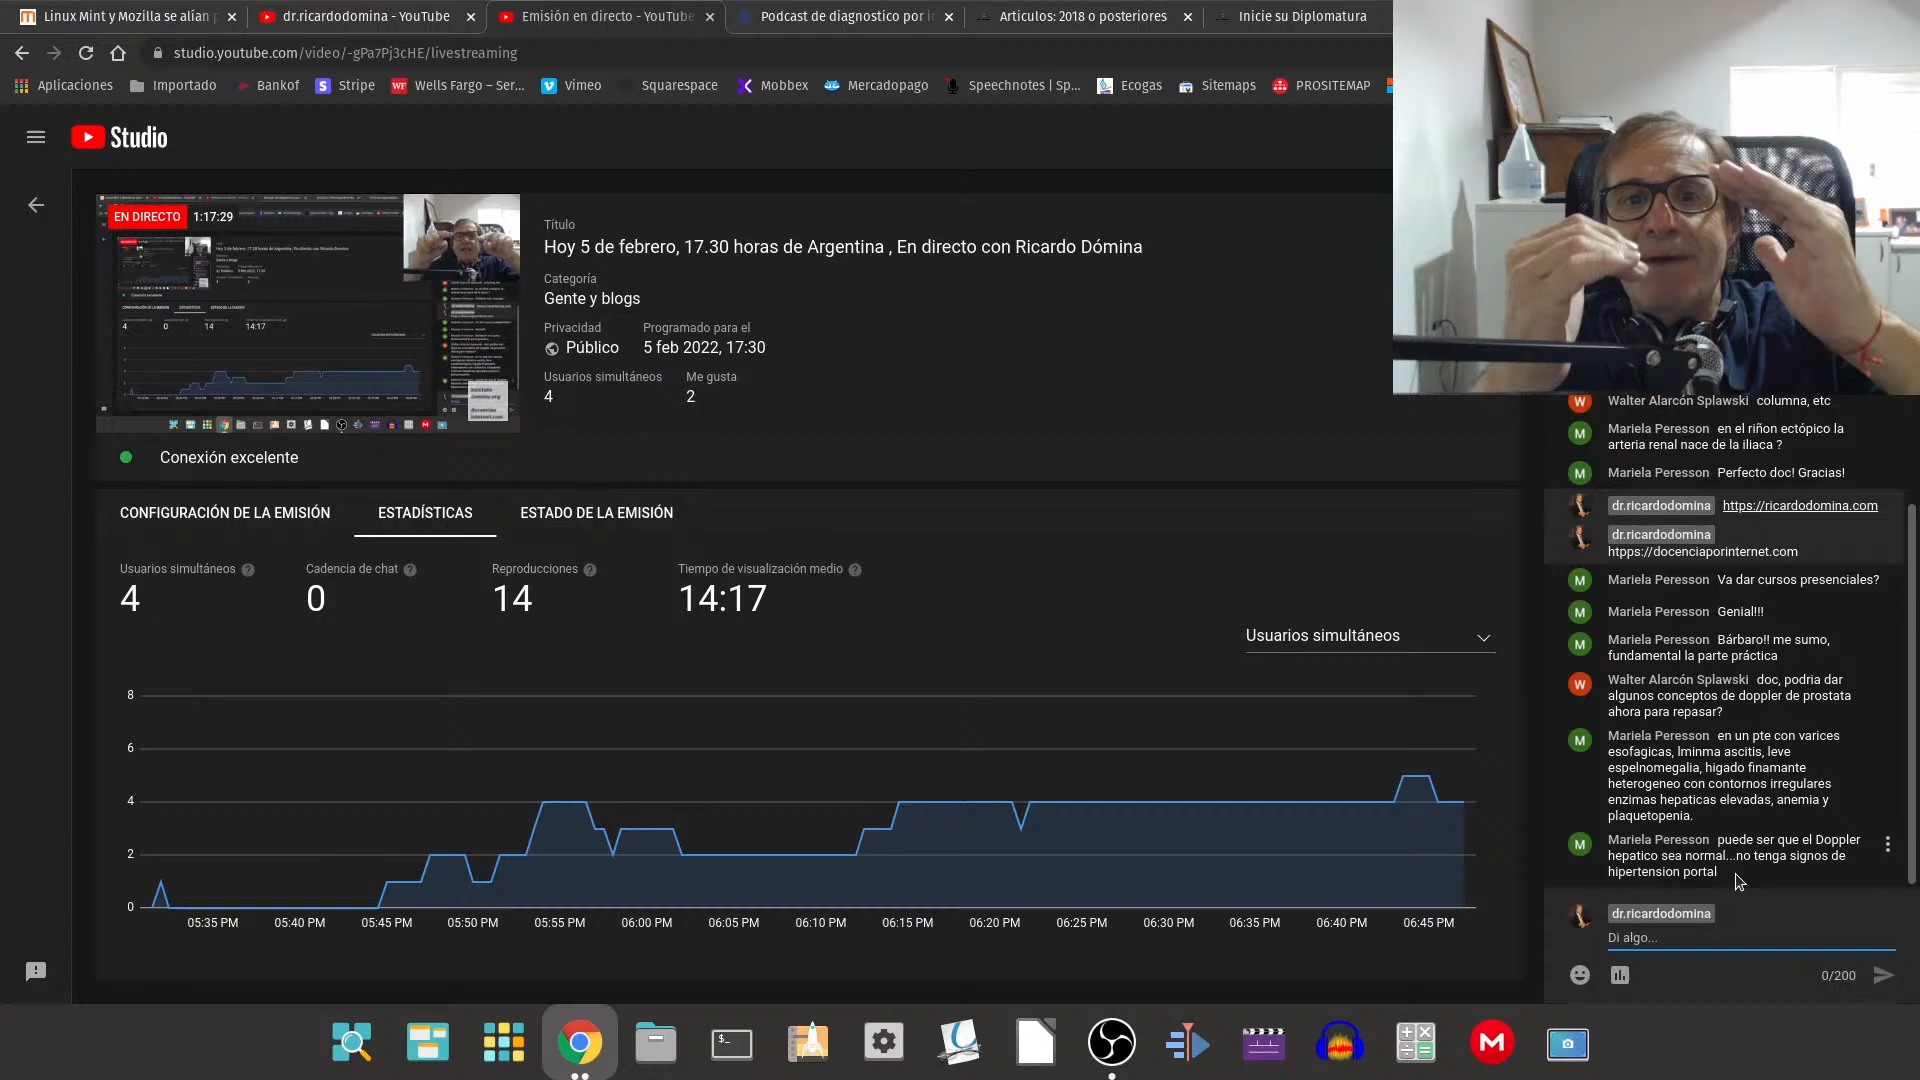 Linux Mint y Mozilla se alían
dr.ricardodomina - YouTube
Emisión en directo - YouTube
Podcast de diagnostico por i
Articulos: 2018 o posteriores
Inicie su Diplomatura
studio.youtube.com/video/-gPa7Pj3cHE/livestreaming
Aplicaciones
Importado
Bankof
Stripe
Wells Fargo – Ser...
Vimeo
Squarespace
Mobbex
Mercadopago
Speechnotes | Sp...
Ecogas
Sitemaps
PROSITEMAP
Studio
EN DIRECTO 1:17:29
Título
Hoy 5 de febrero, 17.30 horas de Argentina , En directo con Ricardo Dómina
Categoría
Gente y blogs
Privacidad
Programado para el
Público
5 feb 2022, 17:30
Usuarios simultáneos
Me gusta
4
2
Conexión excelente
CONFIGURACIÓN DE LA EMISIÓN
ESTADÍSTICAS
ESTADO DE LA EMISIÓN
Usuarios simultáneos
Cadencia de chat
Reproducciones
Tiempo de visualización medio
4
0
14
14:17
Usuarios simultáneos
8
6
4
2
0
05:35 PM
05:40 PM
05:45 PM
05:50 PM
05:55 PM
06:00 PM
06:05 PM
06:10 PM
06:15 PM
06:20 PM
06:25 PM
06:30 PM
06:35 PM
06:40 PM
06:45 PM
Walter Alarcón Splawski columna, etc
Mariela Peresson en el riñon ectópico la
arteria renal nace de la iliaca ?
Mariela Peresson Perfecto doc! Gracias!
dr.ricardodomina https://ricardodomina.com
dr.ricardodomina
htpps://docenciaporinternet.com
Mariela Peresson Va dar cursos presenciales?
Mariela Peresson Genial!!!
Mariela Peresson Bárbaro!! me sumo,
fundamental la parte práctica
Walter Alarcón Splawski doc, podria dar
algunos conceptos de doppler de prostata
ahora para repasar?
Mariela Peresson en un pte con varices
esofagicas, lminma ascitis, leve
espelnomegalia, higado finamante
heterogeneo con contornos irregulares
enzimas hepaticas elevadas, anemia y
plaquetopenia.
Mariela Peresson puede ser que el Doppler
hepatico sea normal...no tenga signos de
hipertension portal
dr.ricardodomina
Di algo...
0/200